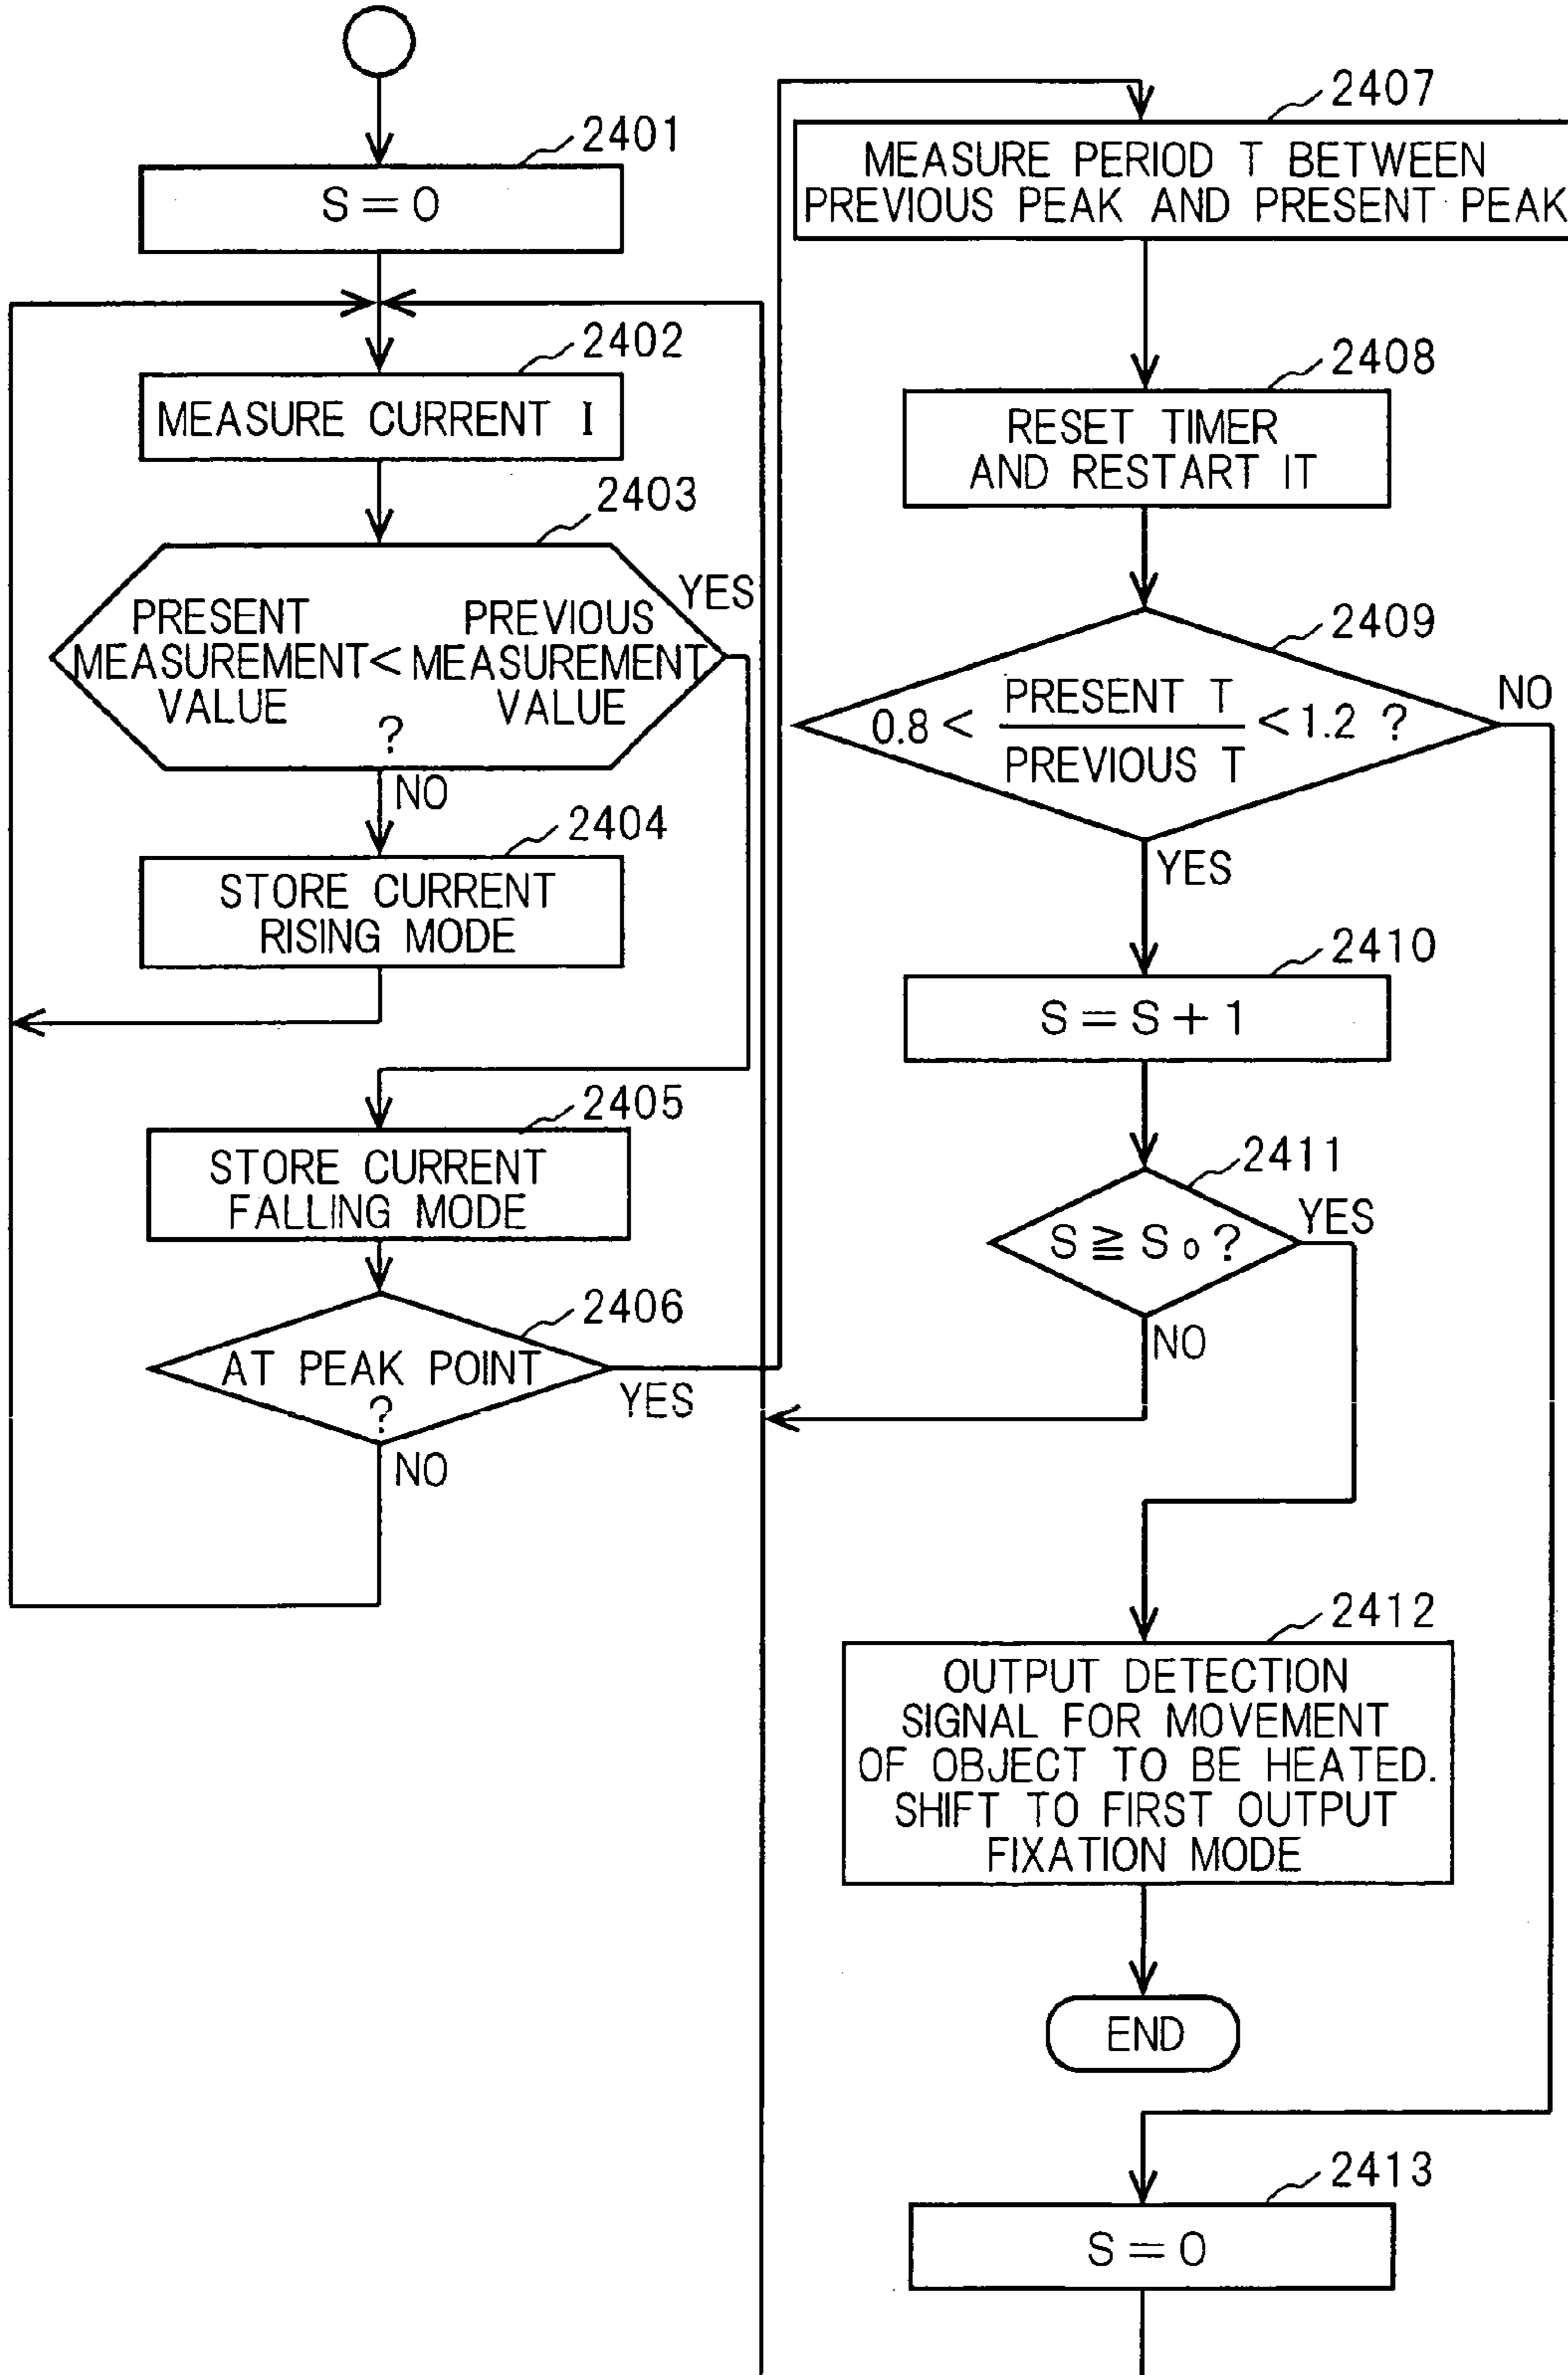 2401
S=0
2402
MEASURE CURRENT I
2403
PRESENT MEASUREMENT VALUE < PREVIOUS MEASUREMENT VALUE
?
YES
NO
2404
STORE CURRENT
RISING MODE
2405
STORE CURRENT
FALLING MODE
2406
AT PEAK POINT
?
YES
NO
2407
MEASURE PERIOD T BETWEEN
PREVIOUS PEAK AND PRESENT PEAK
2408
RESET TIMER
AND RESTART IT
2409
0.8 < PRESENT T / PREVIOUS T < 1.2 ?
NO
YES
2410
S=S+1
2411
S≧S₀?
YES
NO
2412
OUTPUT DETECTION
SIGNAL FOR MOVEMENT
OF OBJECT TO BE HEATED.
SHIFT TO FIRST OUTPUT
FIXATION MODE
END
2413
S=0